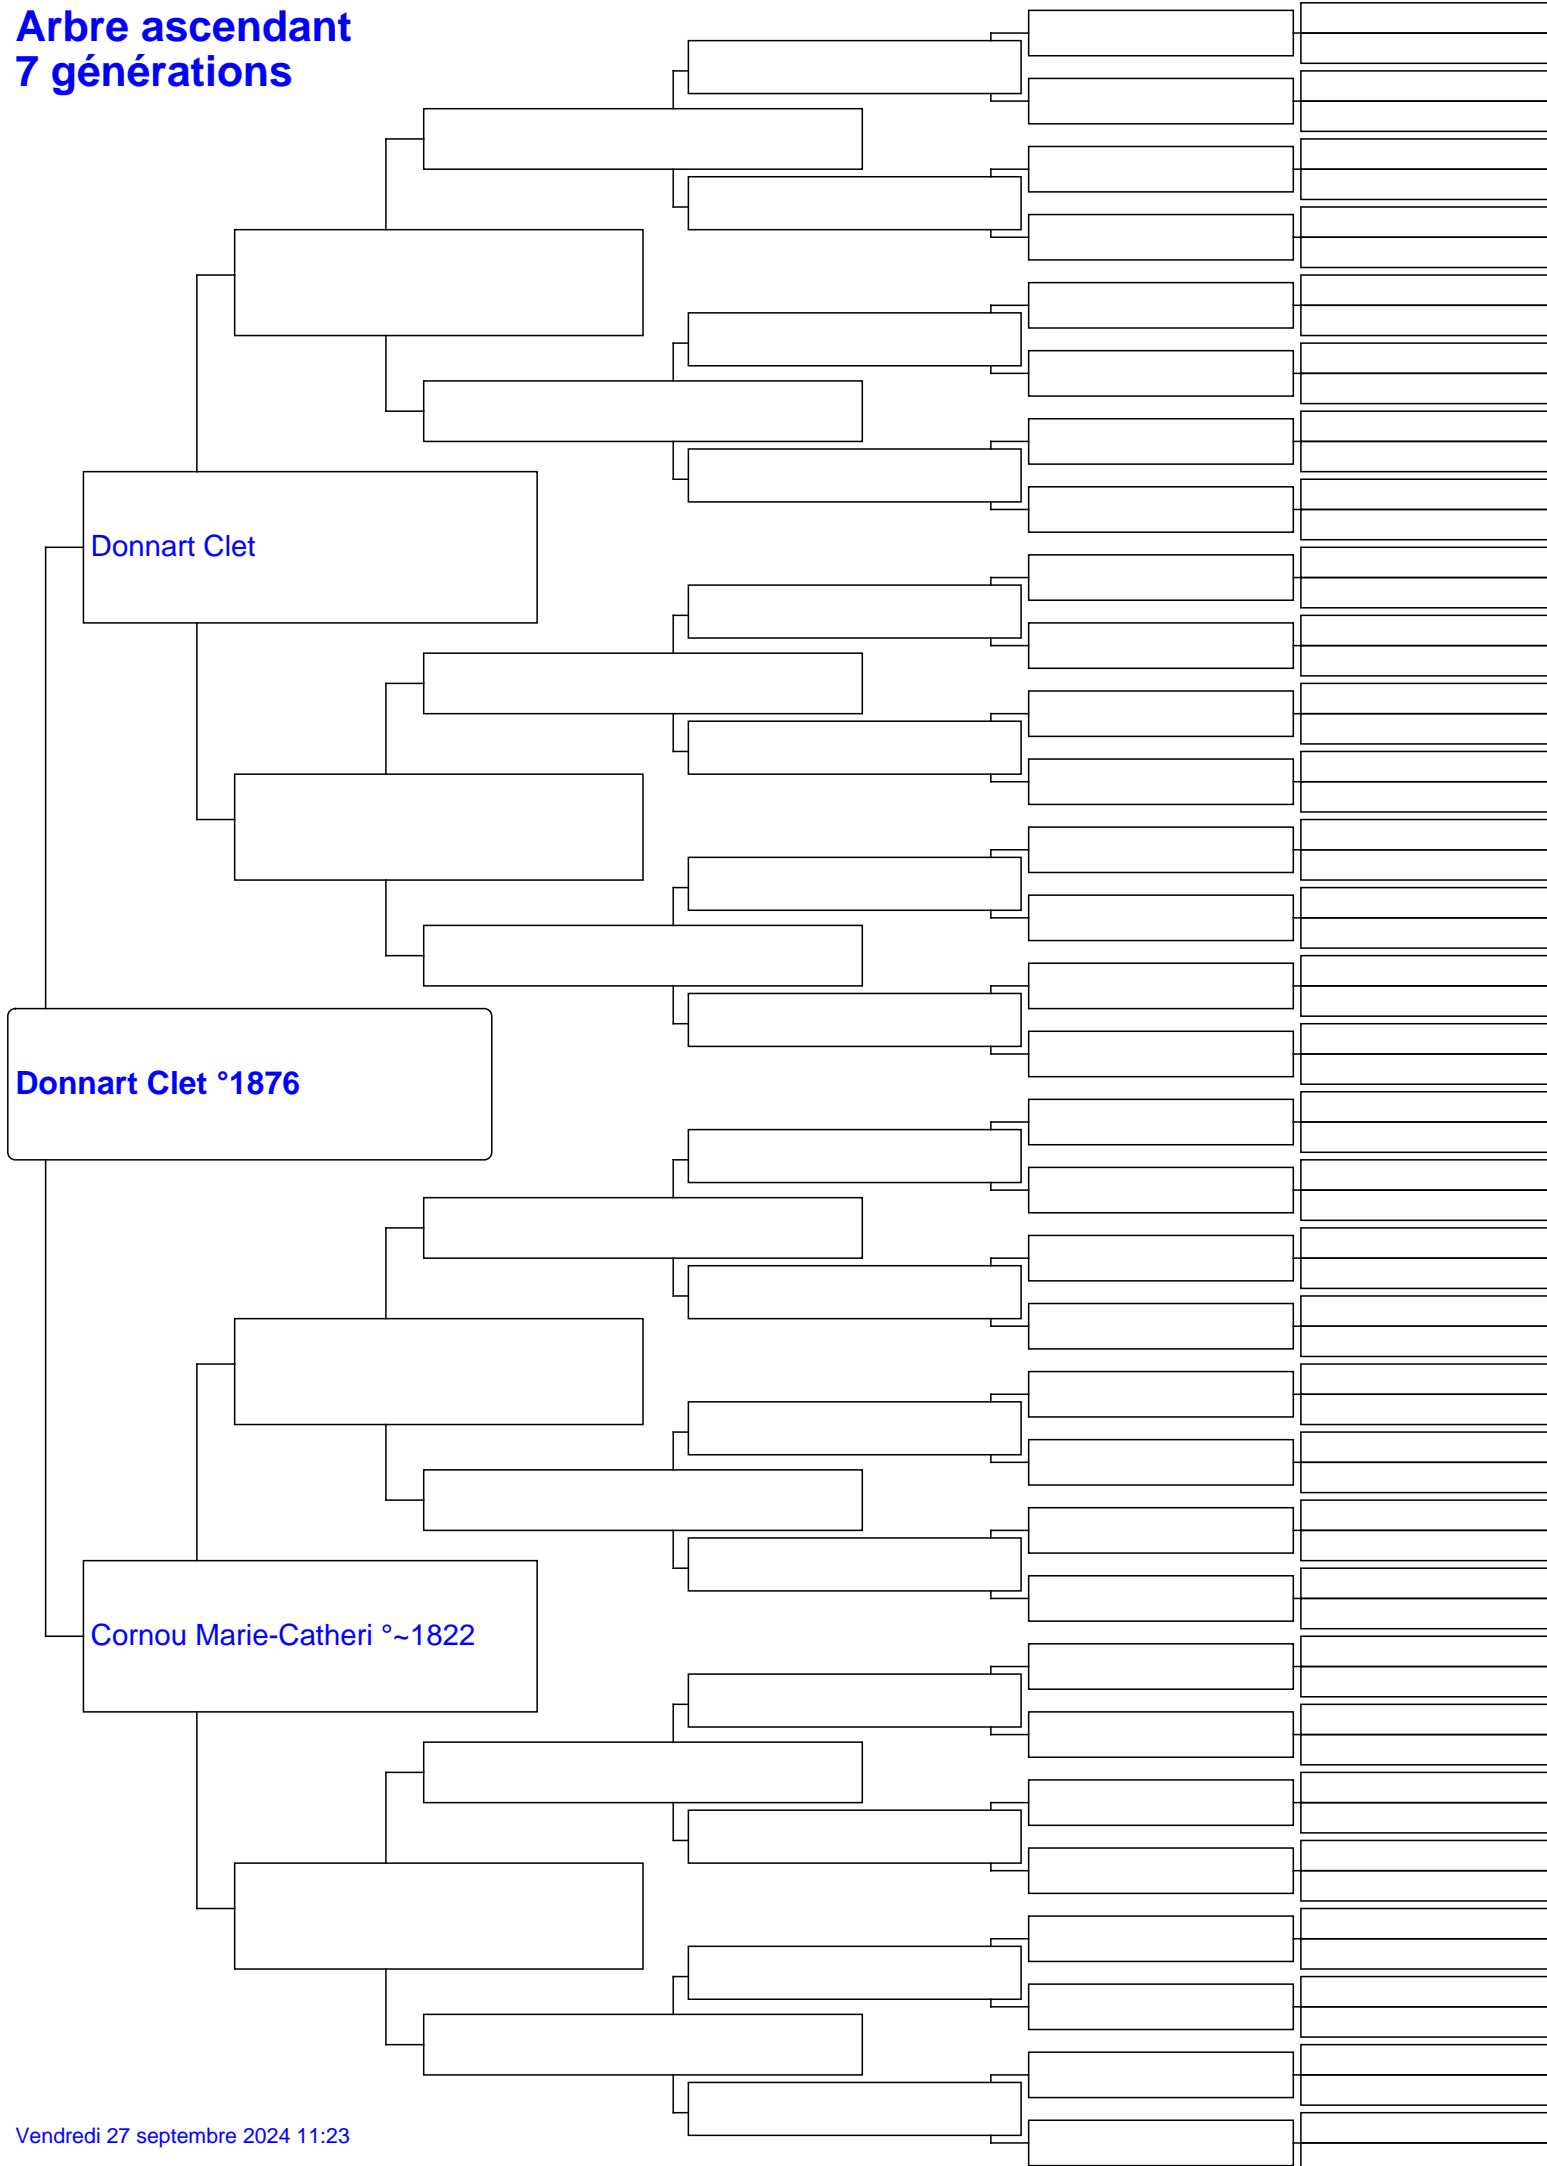 Arbre ascendant
7 générations
Donnart Clet
Donnart Clet °1876
Cornou Marie-Catheri °~1822
Vendredi 27 septembre 2024 11:23